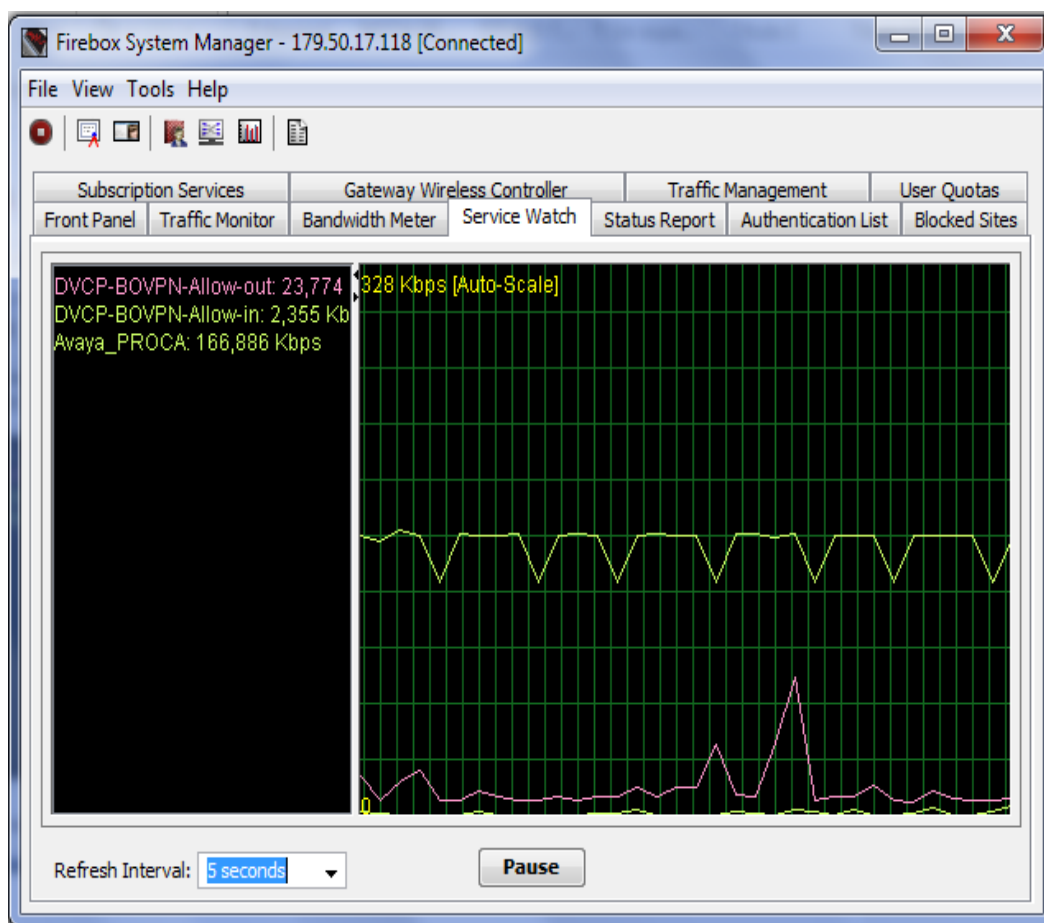 Firebox System Manager - 179.50.17.118 [Connected]
File View Tools Help
Subscription Services Gateway Wireless Controller Traffic Management User Quotas
Front Panel Traffic Monitor Bandwidth Meter Service Watch Status Report Authentication List Blocked Sites
DVCP-BOVPN-Allow-out: 23,774
DVCP-BOVPN-Allow-in: 2,355 Kb
Avaya_PROCA: 166,886 Kbps
328 Kbps [Auto-Scale]
0
Refresh Interval: 5 seconds
Pause